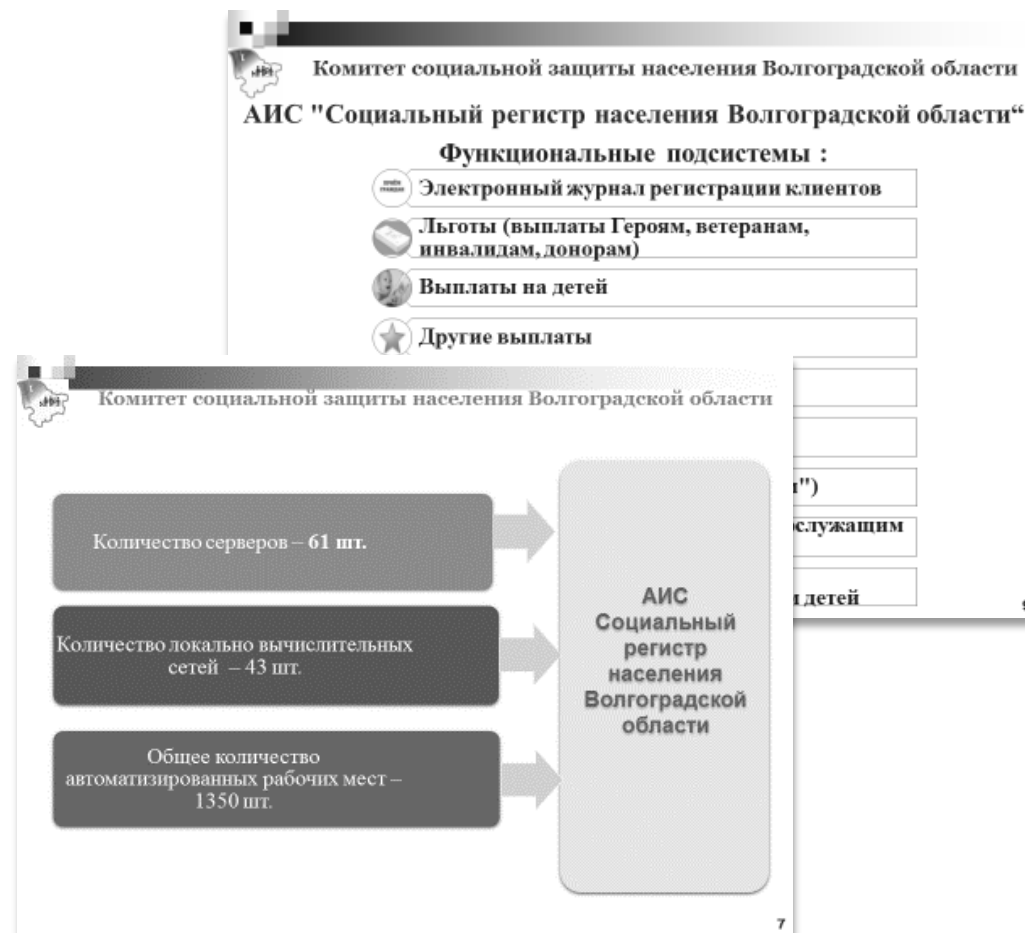 Комитет социальной защиты населения Волгоградской области
АИС "Социальный регистр населения Волгоградской области“
Функциональные подсистемы :
Электронный журнал регистрации клиентов
Льготы (выплаты Героям, ветеранам,
инвалидам, донорам)
Выплаты на детей
Другие выплаты
")
детей
Комитет социальной защиты населения Волгоградской области
Количество серверов – 61 шт.
Количество локально вычислительных
сетей – 43 шт.
Общее количество
автоматизированных рабочих мест –
1350 шт.
АИС
Социальный
регистр
населения
Волгоградской
области
7